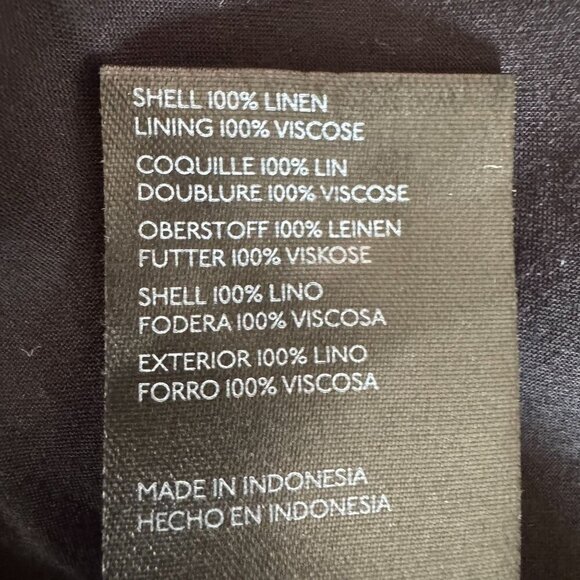 SHELL 100% LINEN
LINING 100% VISCOSE
COQUILLE 100% LIN
DOUBLURE 100% VISCOSE
OBERSTOFF 100% LEINEN
FUTTER 100% VISKOSE
SHELL 100% LINO
FODERA 100% VISCOSA
EXTERIOR 100% LINO
FORRO 100% VISCOSA
MADE IN INDONESIA
HECHO EN INDONESIA